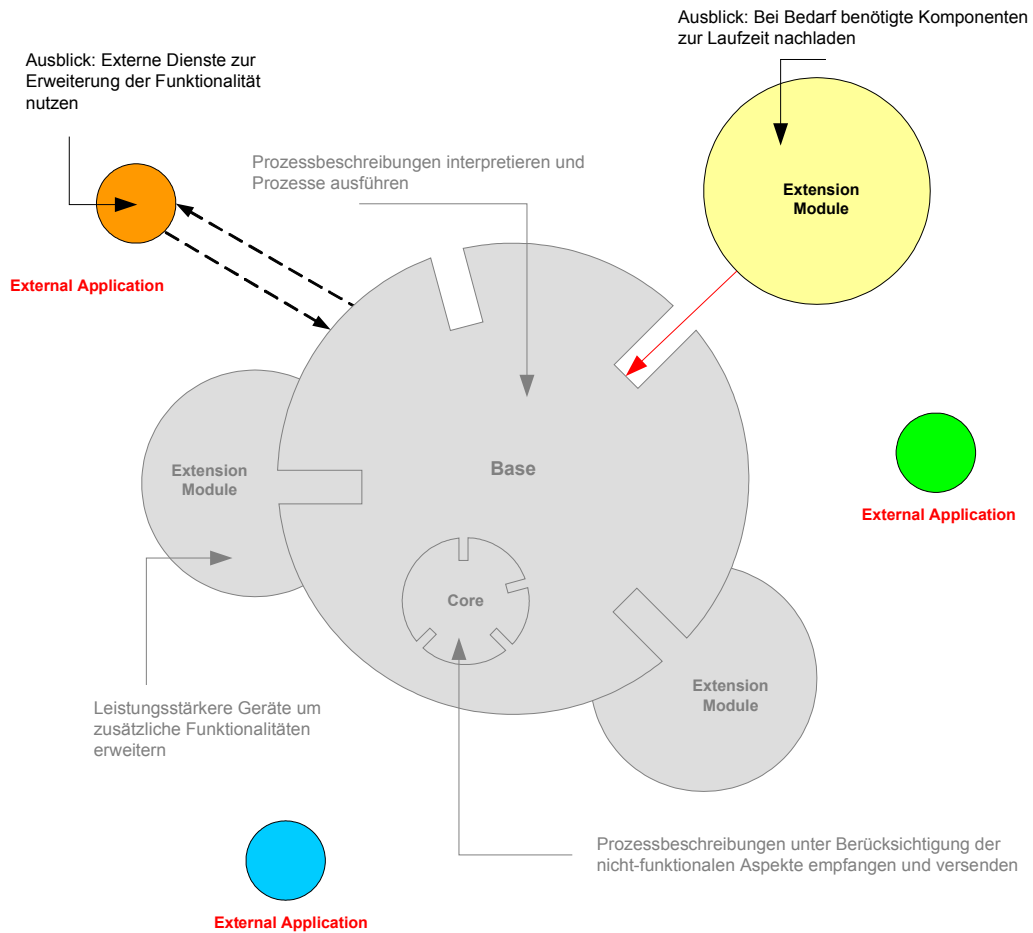 Ausblick: Bei Bedarf benötigte Komponenten
zur Laufzeit nachladen
Ausblick: Externe Dienste zur
Erweiterung der Funktionalität
nutzen
Prozessbeschreibungen interpretieren und
Prozesse ausführen
Extension
Module
External Application
Base
Extension
Module
External Application
Core
Extension
Module
Leistungsstärkere Geräte um
zusätzliche Funktionalitäten
erweitern
Prozessbeschreibungen unter Berücksichtigung der
nicht-funktionalen Aspekte empfangen und versenden
External Application